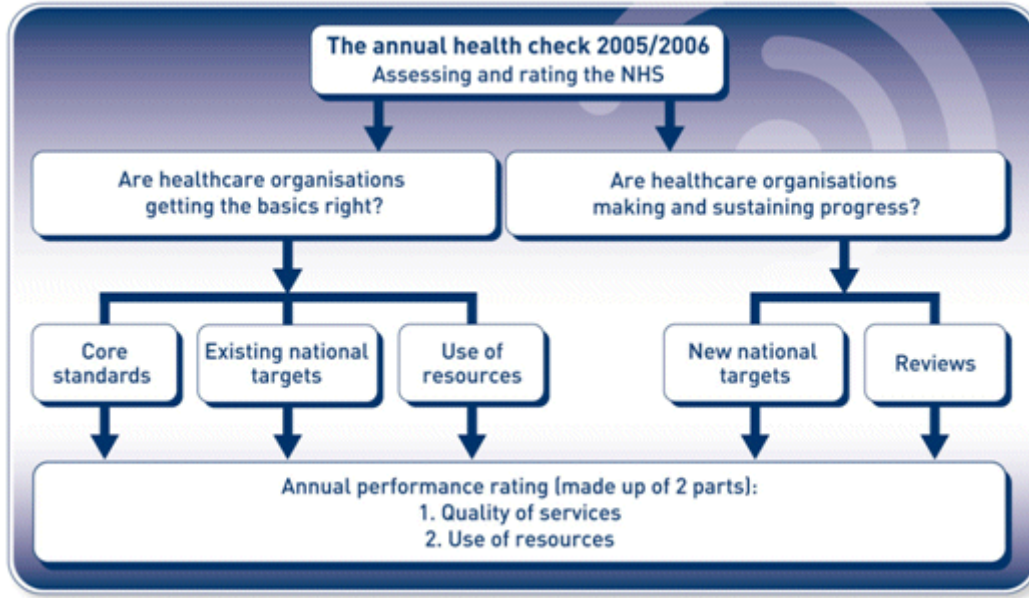 The annual health check 2005/2006
Assessing and rating the NHS
Are healthcare organisations
getting the basics right?
Are healthcare organisations
making and sustaining progress?
Core
standards
Existing national
targets
Use of
resources
New national
targets
Reviews
Annual performance rating (made up of 2 parts):
1. Quality of services
2. Use of resources